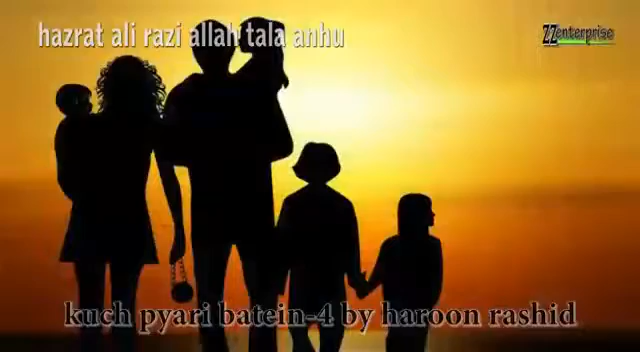 hazrat ali razi allah tala anhu
ZZenterprise
kuch pyari batein-4 by haroon rashid